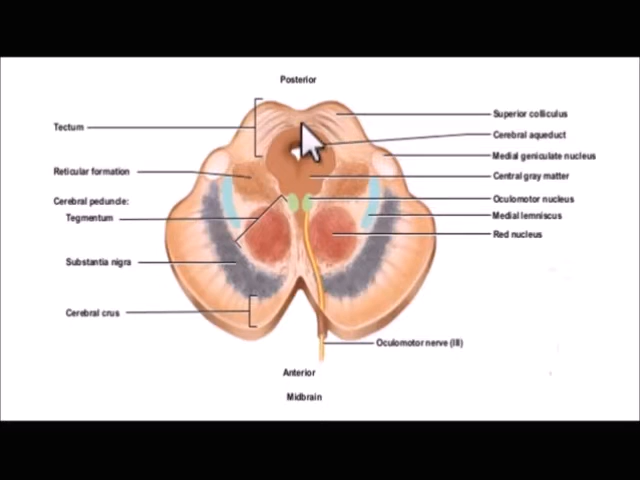 Posterior
Tectum
Reticular formation
Cerebral peduncle:
Tegmentum
Substantia nigra
Cerebral crus
Superior colliculus
Cerebral aqueduct
Medial geniculate nucleus
Central gray matter
Oculomotor nucleus
Medial lemniscus
Red nucleus
Oculomotor nerve (III)
Anterior
Midbrain